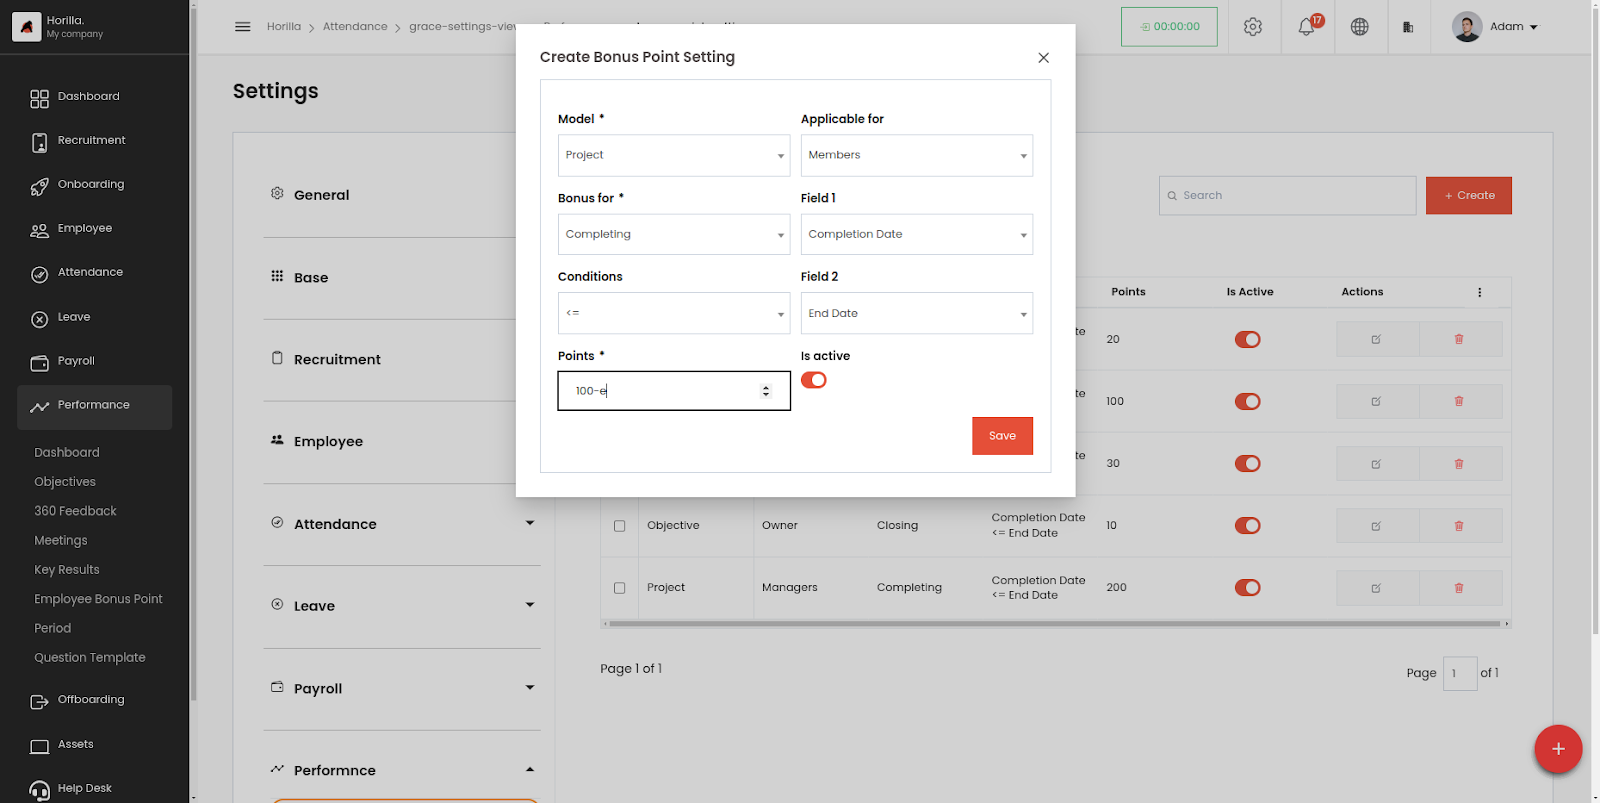 Horilla.
My company
Dashboard
Recruitment
Onboarding
Employee
Attendance
Leave
Payroll
Performance
Dashboard
Objectives
360 Feedback
Meetings
Key Results
Employee Bonus Point
Period
Question Template
Offboarding
Assets
Help Desk
Horilla > Attendance > grace-settings-view
00:00:00
17
Adam
Settings
General
Base
Recruitment
Employee
Attendance
Leave
Payroll
Performnce
Search
+ Create
Create Bonus Point Setting
Model *
Applicable for
Project
Members
Bonus for *
Field 1
Completing
Completion Date
Conditions
Field 2
<=
End Date
Points *
Is active
100-e
Save
Points Is Active Actions
20
100
30
Objective Owner Closing Completion Date <= End Date 10
Project Managers Completing Completion Date <= End Date 200
Page 1 of 1
Page 1 of 1
+